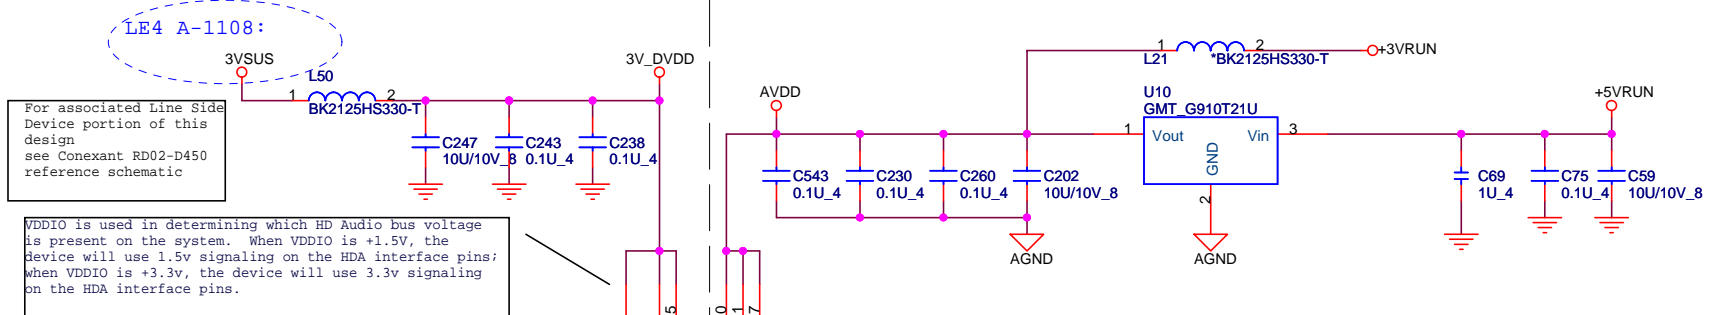 LE4 A-1108:
3VSUS
L50
1
2
BK2125HS330-T
3V_DVDD
For associated Line Side
Device portion of this
design
see Conexant RD02-D450
reference schematic
C247
10U/10V_8
C243
0.1U_4
C238
0.1U_4
VDDIO is used in determining which HD Audio bus voltage
is present on the system.  When VDDIO is +1.5V, the
device will use 1.5v signaling on the HDA interface pins;
when VDDIO is +3.3v, the device will use 3.3v signaling
on the HDA interface pins.
5
0
1
7
AVDD
C543
0.1U_4
C230
0.1U_4
C260
0.1U_4
C202
10U/10V_8
AGND
1
2
L21
*BK2125HS330-T
+3VRUN
U10
GMT_G910T21U
1
Vout
Vin
3
GND
2
AGND
+5VRUN
C69
1U_4
C75
0.1U_4
C59
10U/10V_8